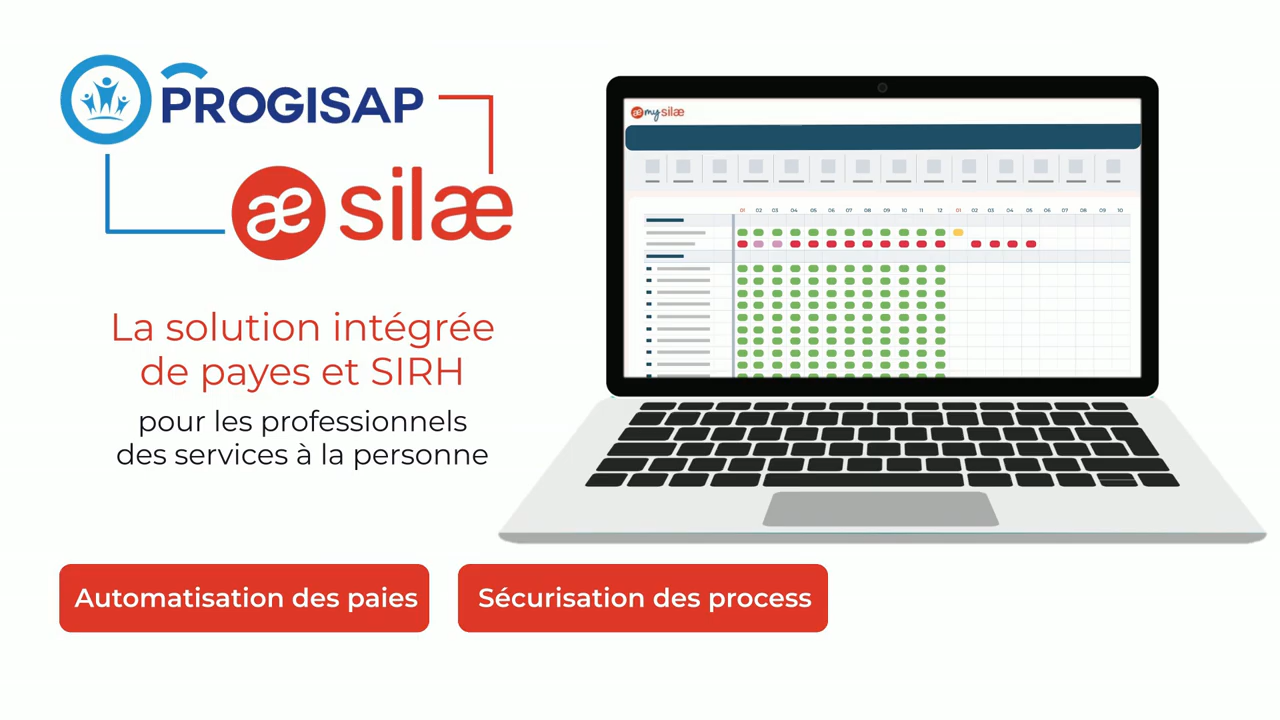 PROGISAP
æ silæ
La solution intégrée
de payes et SIRH
pour les professionnels
des services à la personne
Automatisation des paies
Sécurisation des process
æ my silæ
01 02 03 04 05 06 07 08 09 10 11 12 01 02 03 04 05 06 07 08 09 10